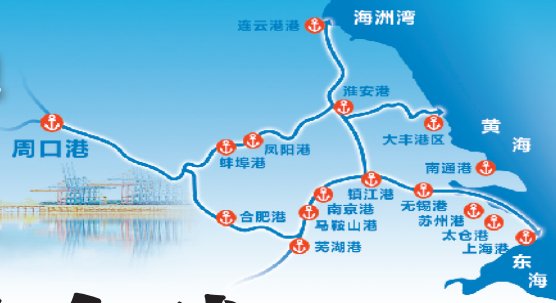 连云港港
海洲湾
淮安港
大丰港区
黄海
周口港
凤阳港
蚌埠港
南通港
镇江港
无锡港
苏州港
太仓港
上海港
合肥港
南京港
马鞍山港
芜湖港
东海